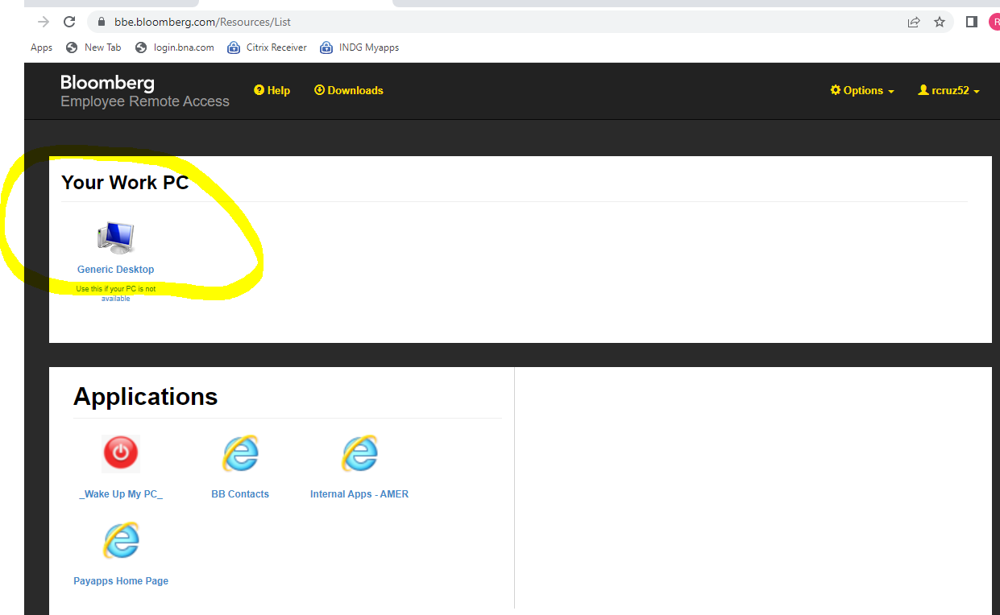 bbe.bloomberg.com/Resources/List
R
Apps New Tab login.bna.com Citrix Receiver INDG Myapps
Bloomberg
Employee Remote Access
Help Downloads
Options rcruz52
Your Work PC
Generic Desktop
Use this if your PC is not
available
Applications
_Wake Up My PC_ BB Contacts Internal Apps - AMER
Payapps Home Page